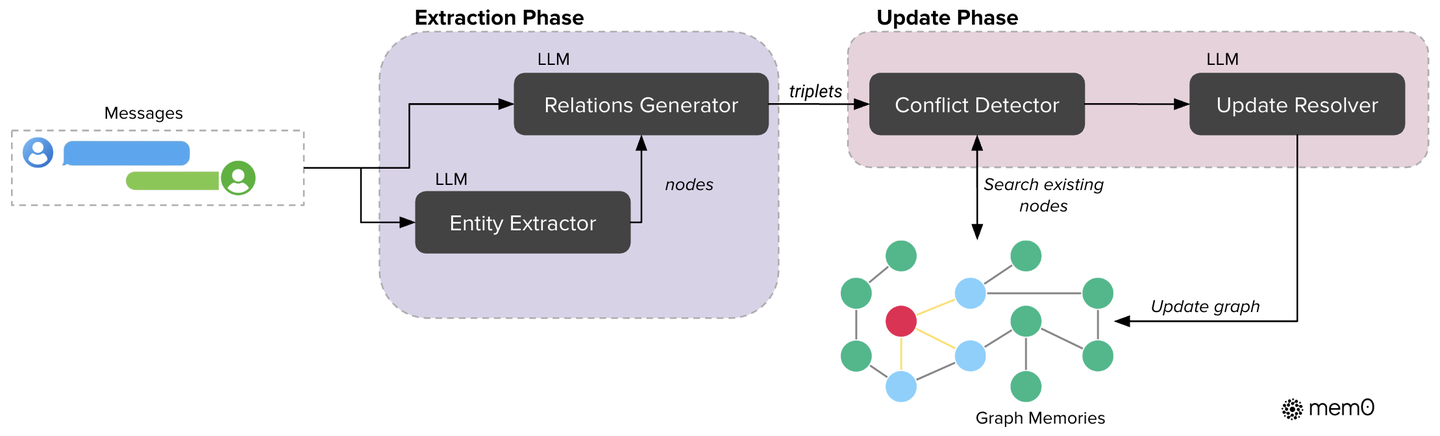 Extraction Phase
Update Phase
LLM
LLM
Messages
Relations Generator
triplets
Conflict Detector
Update Resolver
LLM
nodes
Search existing
nodes
Entity Extractor
Update graph
Graph Memories
mem0